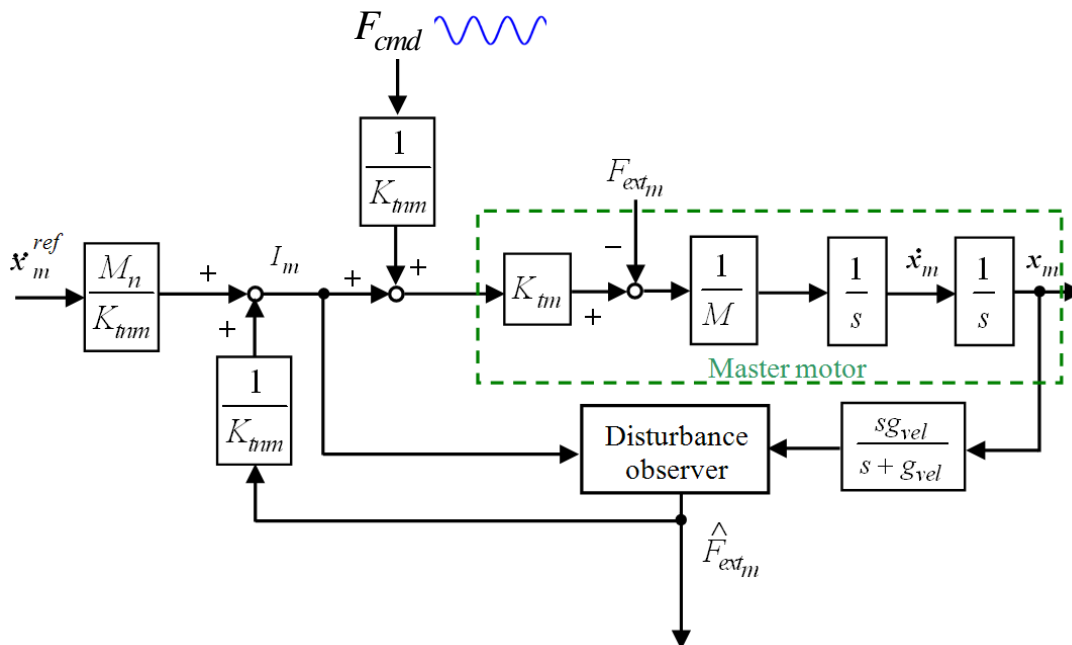 F_cmd
1/K_tnm
F_ext_m
ẍ_m^ref
M_n/K_tnm
+
+
I_m
+
+
K_tm
−
+
1/M
1/s
ẋ_m
1/s
x_m
Master motor
1/K_tnm
Disturbance
observer
sg_vel/(s + g_vel)
F̂_ext_m